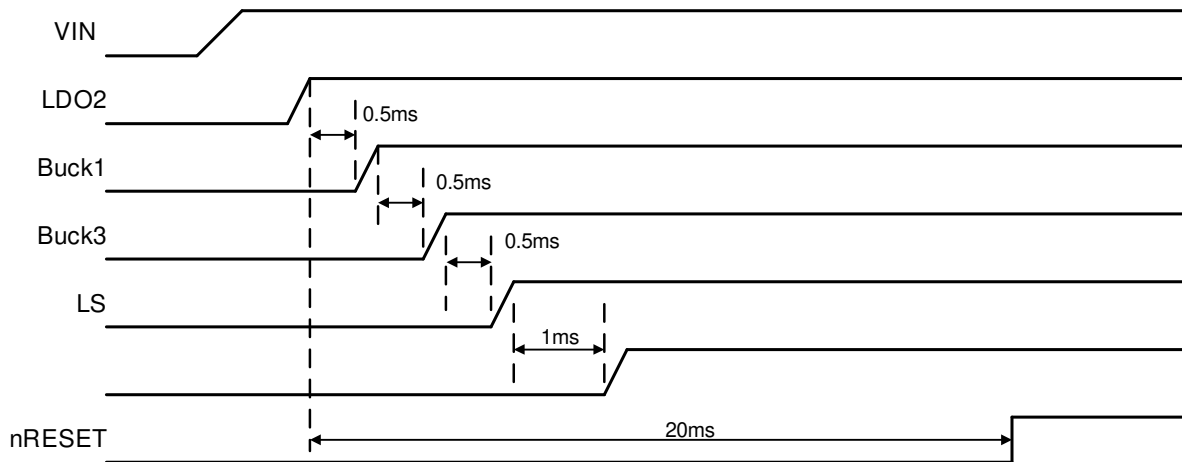 VIN
LDO2
0.5ms
Buck1
0.5ms
Buck3
0.5ms
LS
1ms
20ms
nRESET